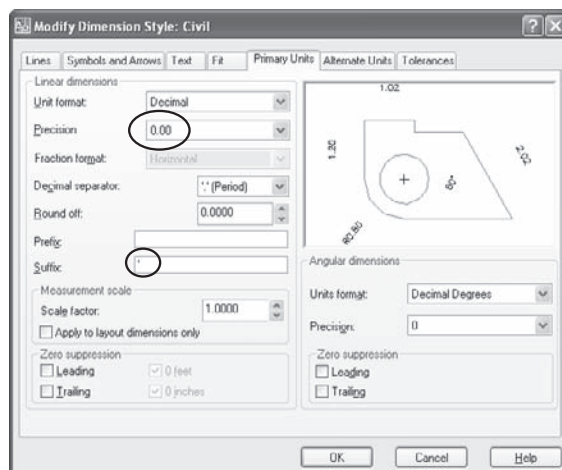 Modify Dimension Style: Civil
Lines Symbols and Arrows Text Fit Primary Units Alternate Units Tolerances
Linear dimensions
Unit format: Decimal
Precision 0.00
Fraction format: Horizontal
Decimal separator: '.' (Period)
Round off: 0.0000
Prefix:
Suffix: '
Measurement scale
Scale factor: 1.0000
Apply to layout dimensions only
Zero suppression
Leading 0 feet
Trailing 0 inches
1.02
1.20
2.02
60°
R0.80
Angular dimensions
Units format: Decimal Degrees
Precision: 0
Zero suppression
Leading
Trailing
OK Cancel Help